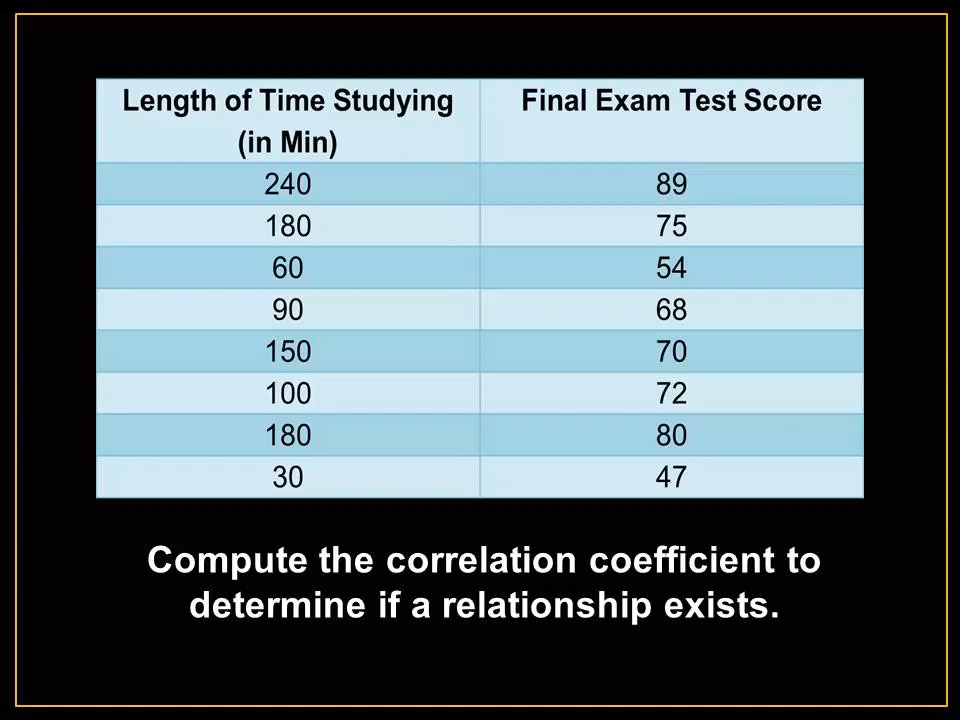 Length of Time Studying Final Exam Test Score
(in Min)
240 89
180 75
60 54
90 68
150 70
100 72
180 80
30 47
Compute the correlation coefficient to
determine if a relationship exists.